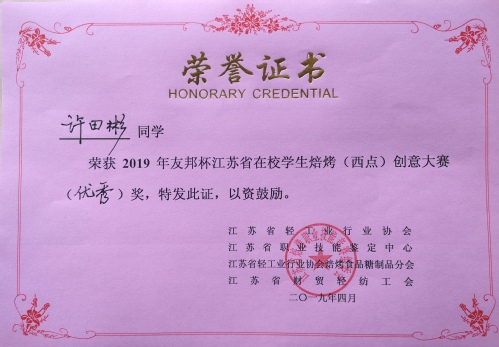 荣誉证书
HONORARY CREDENTIAL
许田彬 同学
荣获 2019 年友邦杯江苏省在校学生焙烤（西点）创意大赛
（优秀）奖，特发此证，以资鼓励。
江苏省轻工业行业协会
江苏省职业技能鉴定中心
江苏省轻工业行业协会焙烤食品糖制品分会
江苏省财贸轻纺工会
二〇一九年四月